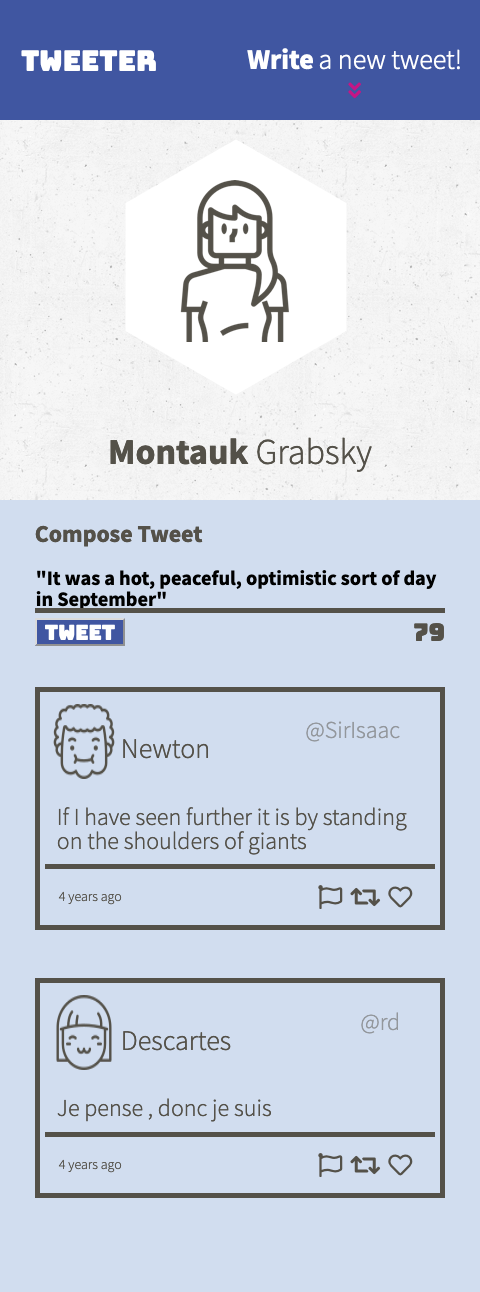 TWEETER
Write a new tweet!
Montauk Grabsky
Compose Tweet
"It was a hot, peaceful, optimistic sort of day
in September"
TWEET
79
Newton
@SirIsaac
If I have seen further it is by standing
on the shoulders of giants
4 years ago
Descartes
@rd
Je pense , donc je suis
4 years ago